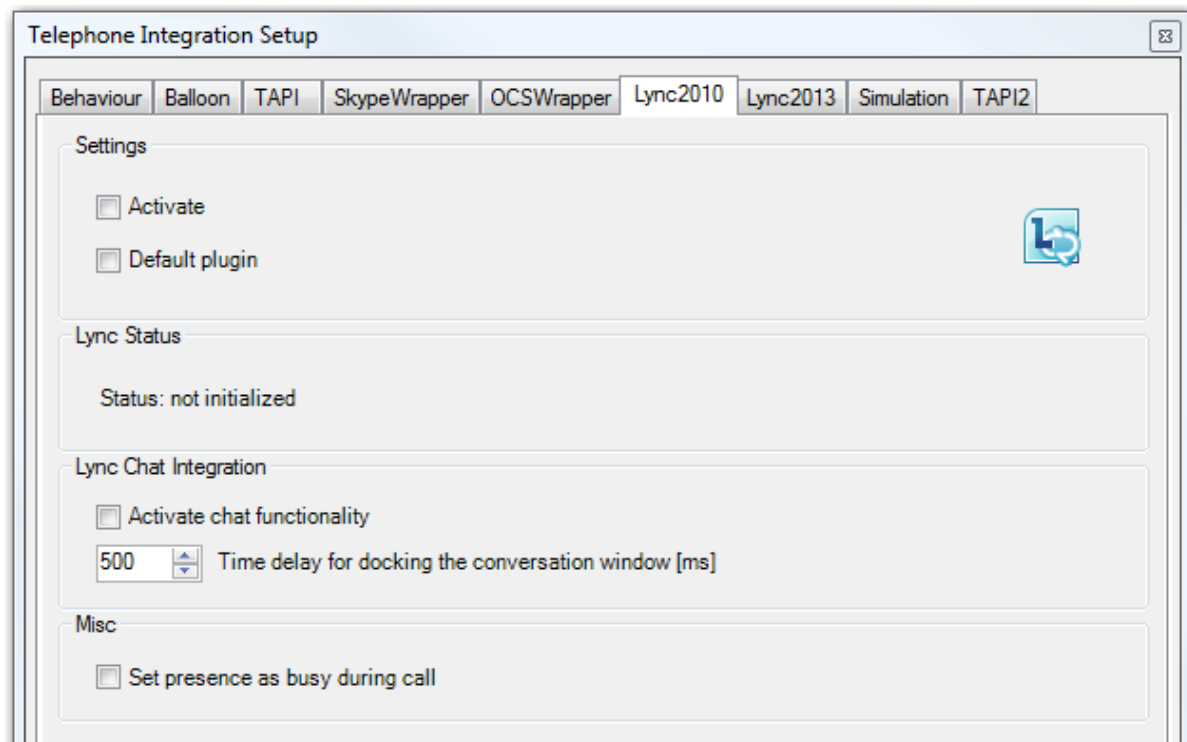 Telephone Integration Setup
Behaviour Balloon TAPI SkypeWrapper OCSWrapper Lync2010 Lync2013 Simulation TAPI2
Settings
Activate
Default plugin
Lync Status
Status: not initialized
Lync Chat Integration
Activate chat functionality
500 Time delay for docking the conversation window [ms]
Misc
Set presence as busy during call